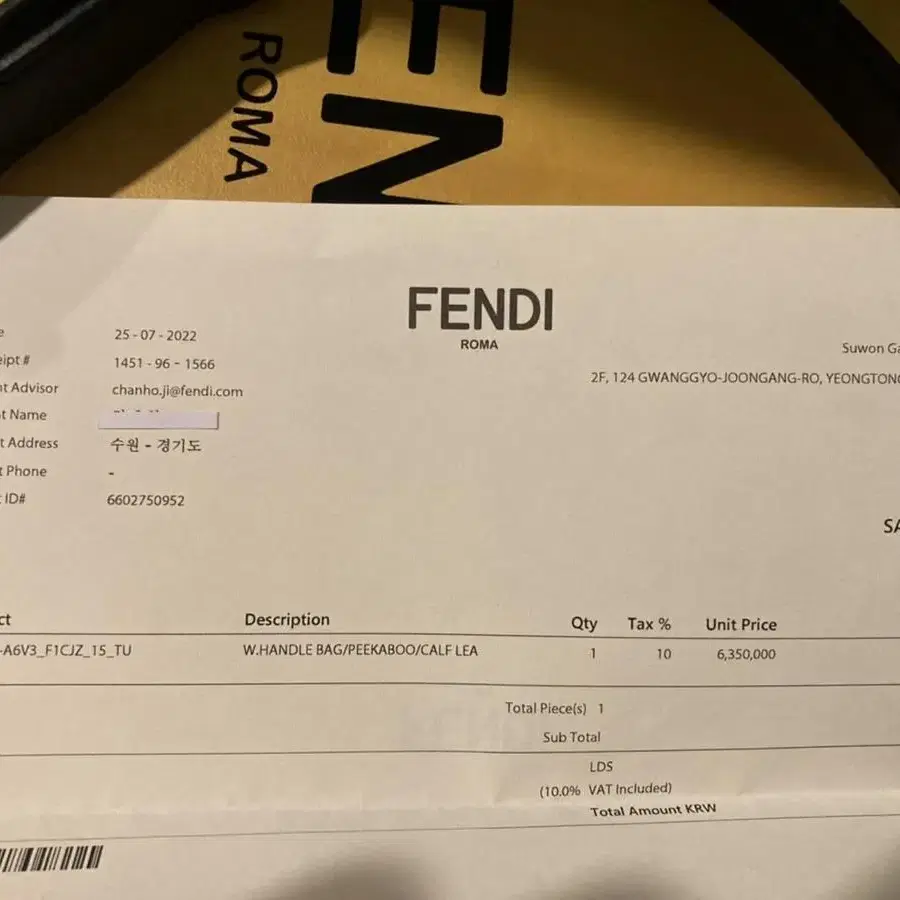 EN
ROMA
FENDI
ROMA
25 - 07 - 2022
eipt # 1451 - 96 - 1566
t Advisor chanho.ji@fendi.com
t Name
t Address 수원 - 경기도
t Phone -
ID# 6602750952
Suwon Ga
2F, 124 GWANGGYO-JOONGANG-RO, YEONGTONG
SA
ct Description Qty Tax % Unit Price
-A6V3_F1CJZ_15_TU W.HANDLE BAG/PEEKABOO/CALF LEA 1 10 6,350,000
Total Piece(s) 1
Sub Total
LDS
(10.0% VAT Included)
Total Amount KRW